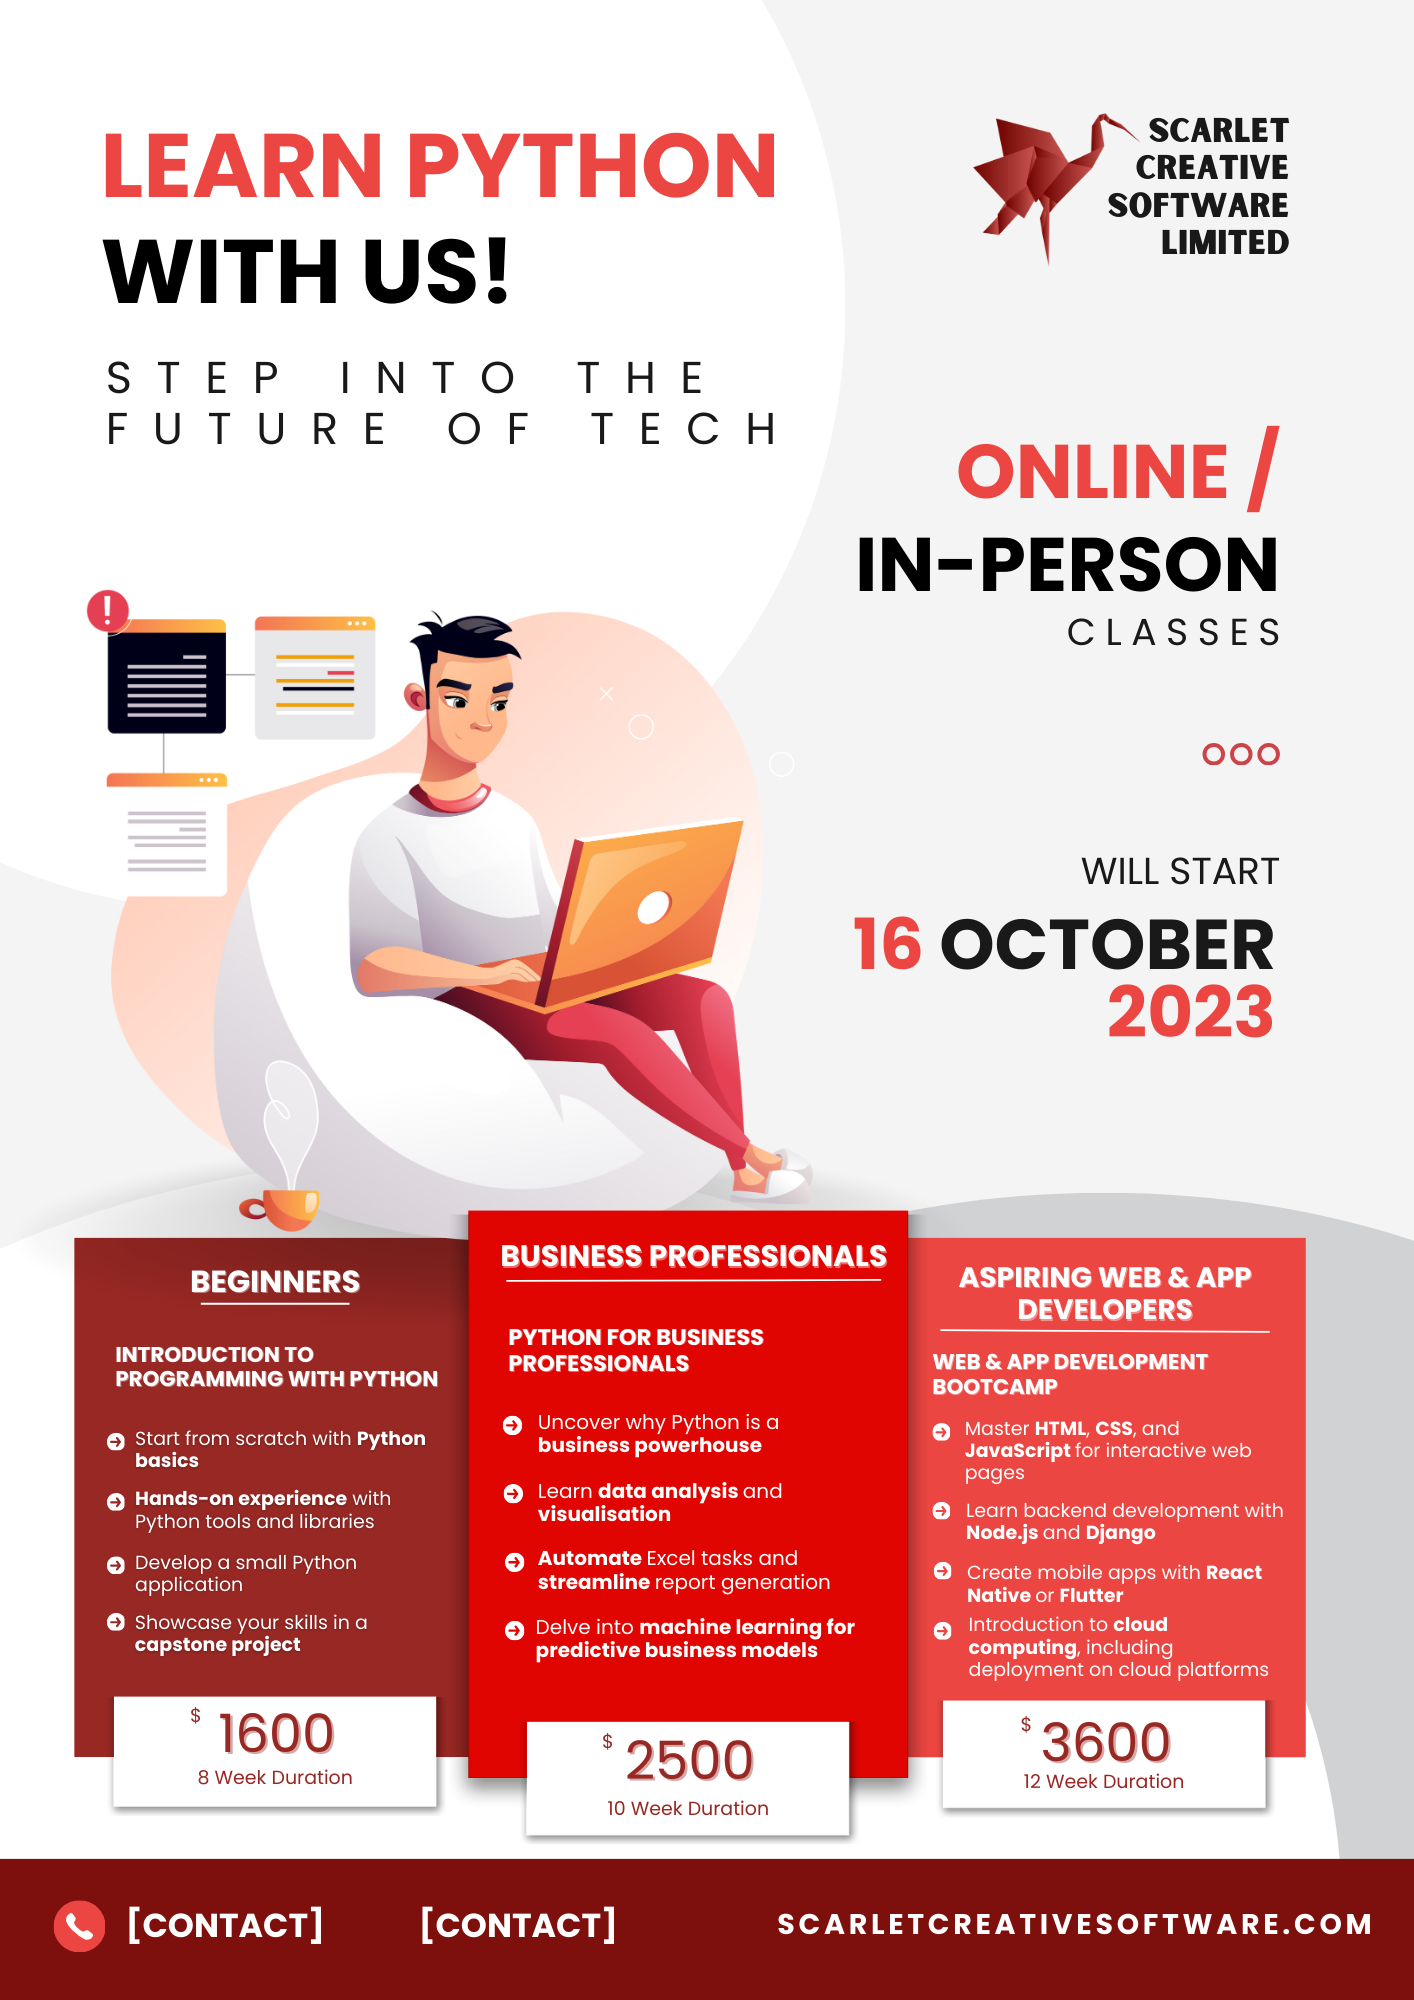 LEARN PYTHON
WITH US!
STEP INTO THE
FUTURE OF TECH
SCARLET
CREATIVE
SOFTWARE
LIMITED
ONLINE /
IN-PERSON
CLASSES
WILL START
16 OCTOBER
2023
!
BEGINNERS
INTRODUCTION TO
PROGRAMMING WITH PYTHON
Start from scratch with Python
basics
Hands-on experience with
Python tools and libraries
Develop a small Python
application
Showcase your skills in a
capstone project
$ 1600
8 Week Duration
BUSINESS PROFESSIONALS
PYTHON FOR BUSINESS
PROFESSIONALS
Uncover why Python is a
business powerhouse
Learn data analysis and
visualisation
Automate Excel tasks and
streamline report generation
Delve into machine learning for
predictive business models
$ 2500
10 Week Duration
ASPIRING WEB & APP
DEVELOPERS
WEB & APP DEVELOPMENT
BOOTCAMP
Master HTML, CSS, and
JavaScript for interactive web
pages
Learn backend development with
Node.js and Django
Create mobile apps with React
Native or Flutter
Introduction to cloud
computing, including
deployment on cloud platforms
$ 3600
12 Week Duration
[CONTACT] [CONTACT] SCARLETCREATIVESOFTWARE.COM